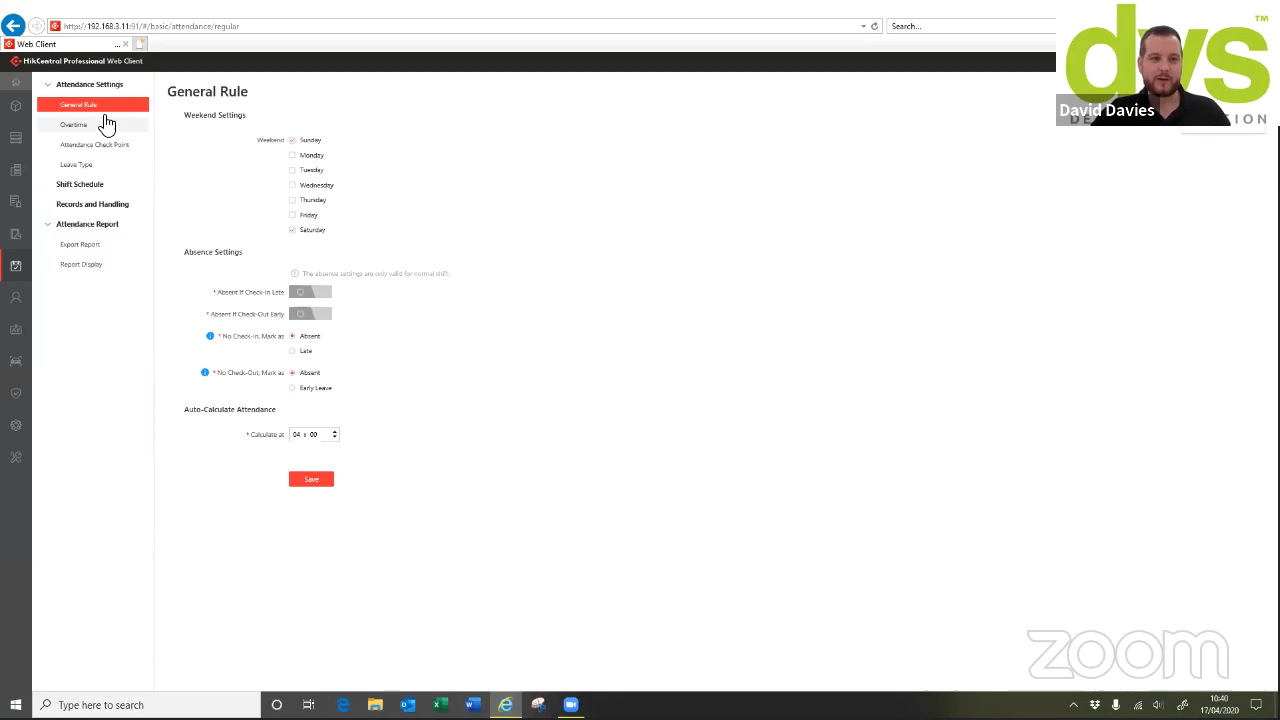 http://192.168.3.11:91/#/basic/attendance/regular
Search...
Web Client
...
HikCentral Professional Web Client
Attendance Settings
General Rule
Overtime
Attendance Check Point
Leave Type
Shift Schedule
Records and Handling
Attendance Report
Export Report
Report Display
General Rule
Weekend Settings
Weekend
Sunday
Monday
Tuesday
Wednesday
Thursday
Friday
Saturday
Absence Settings
The absence settings are only valid for normal shift.
* Absent If Check-In Late
* Absent If Check-Out Early
* No Check-In, Mark as
Absent
Late
* No Check-Out, Mark as
Absent
Early Leave
Auto-Calculate Attendance
* Calculate at
04 : 00
Save
dvs
TM
David Davies
zoom
Type here to search
10:40
17/04/2020